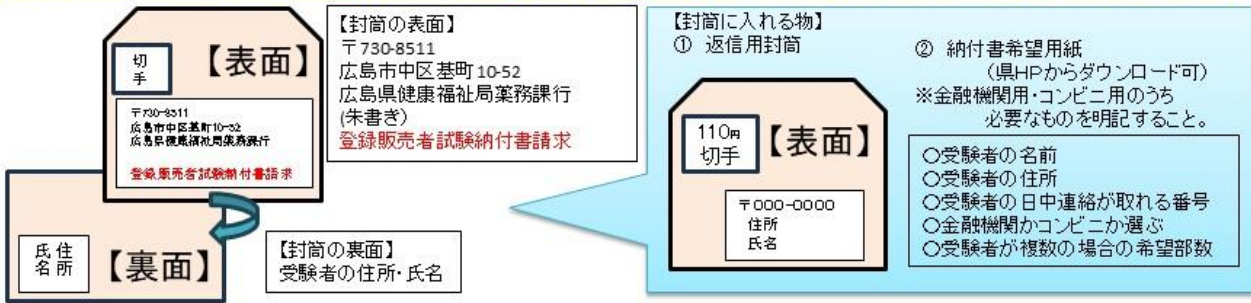 切
手
【表面】
〒730-8511
広島市中区基町10-52
広島県健康福祉局薬務課行
登録販売者試験納付書請求
氏 住
名 所
【裏面】
【封筒の表面】
〒730-8511
広島市中区基町10-52
広島県健康福祉局薬務課行
(朱書き)
登録販売者試験納付書請求
【封筒の裏面】
受験者の住所・氏名
【封筒に入れる物】
① 返信用封筒
110円
切手
【表面】
〒000-0000
住所
氏名
② 納付書希望用紙
(県HPからダウンロード可)
※金融機関用・コンビニ用のうち
必要なものを明記すること。
○受験者の名前
○受験者の住所
○受験者の日中連絡が取れる番号
○金融機関かコンビニか選ぶ
○受験者が複数の場合の希望部数